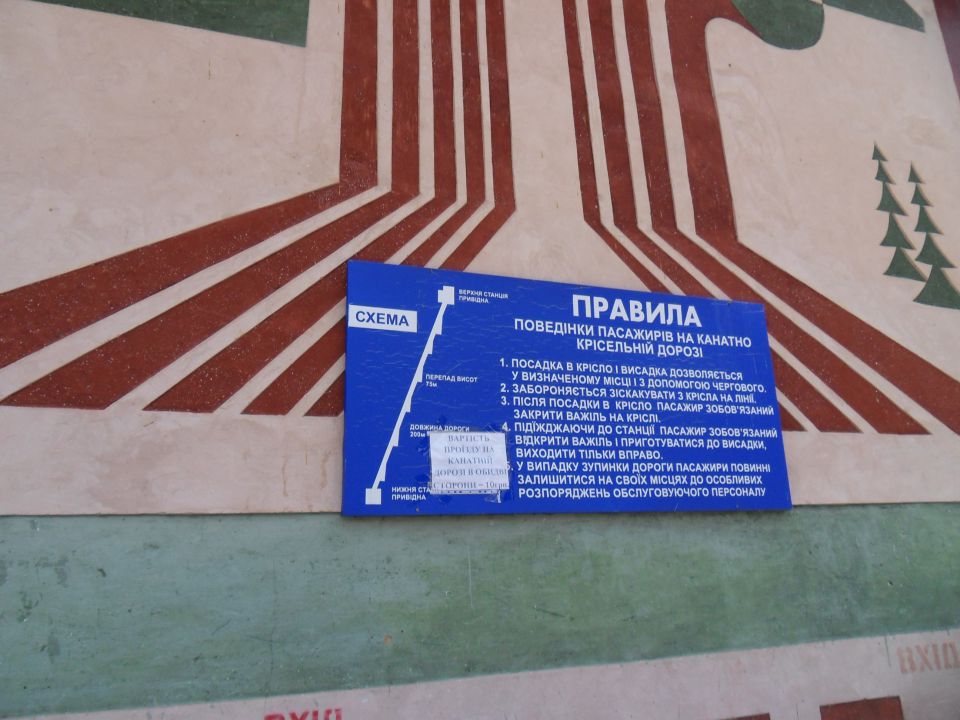 СХЕМА
ВЕРХНЯ СТАНЦІЯ
ПРИВІДНА
ПЕРЕПАД ВИСОТ
75м
ДОВЖИНА ДОРОГИ
200м
ВАРТІСТЬ
ПРОЇЗДУ НА
КАНАТНІЙ
ДОРОЗІ В ОБИДВІ
СТОРОНИ – 10грн.
НИЖНЯ
ПРИВІДНА
ПРАВИЛА
ПОВЕДІНКИ ПАСАЖИРІВ НА КАНАТНО
КРІСЕЛЬНІЙ ДОРОЗІ
1. ПОСАДКА В КРІСЛО І ВИСАДКА ДОЗВОЛЯЄТЬСЯ
У ВИЗНАЧЕНОМУ МІСЦІ І З ДОПОМОГОЮ ЧЕРГОВОГО.
2. ЗАБОРОНЯЄТЬСЯ ЗІСКАКУВАТИ З КРІСЛА НА ЛІНІЇ.
3. ПІСЛЯ ПОСАДКИ В КРІСЛО ПАСАЖИР ЗОБОВ'ЯЗАНИЙ
ЗАКРИТИ ВАЖІЛЬ НА КРІСЛІ.
4. ПІДЇЖДЖАЮЧИ ДО СТАНЦІЇ ПАСАЖИР ЗОБОВ'ЯЗАНИЙ
ВІДКРИТИ ВАЖІЛЬ І ПРИГОТУВАТИСЯ ДО ВИСАДКИ,
ВИХОДИТИ ТІЛЬКИ ВПРАВО.
5. У ВИПАДКУ ЗУПИНКИ ДОРОГИ ПАСАЖИРИ ПОВИННІ
ЗАЛИШИТИСЯ НА СВОЇХ МІСЦЯХ ДО ОСОБЛИВИХ
РОЗПОРЯДЖЕНЬ ОБСЛУГОВУЮЧОГО ПЕРСОНАЛУ
ВХІД
ВХІД